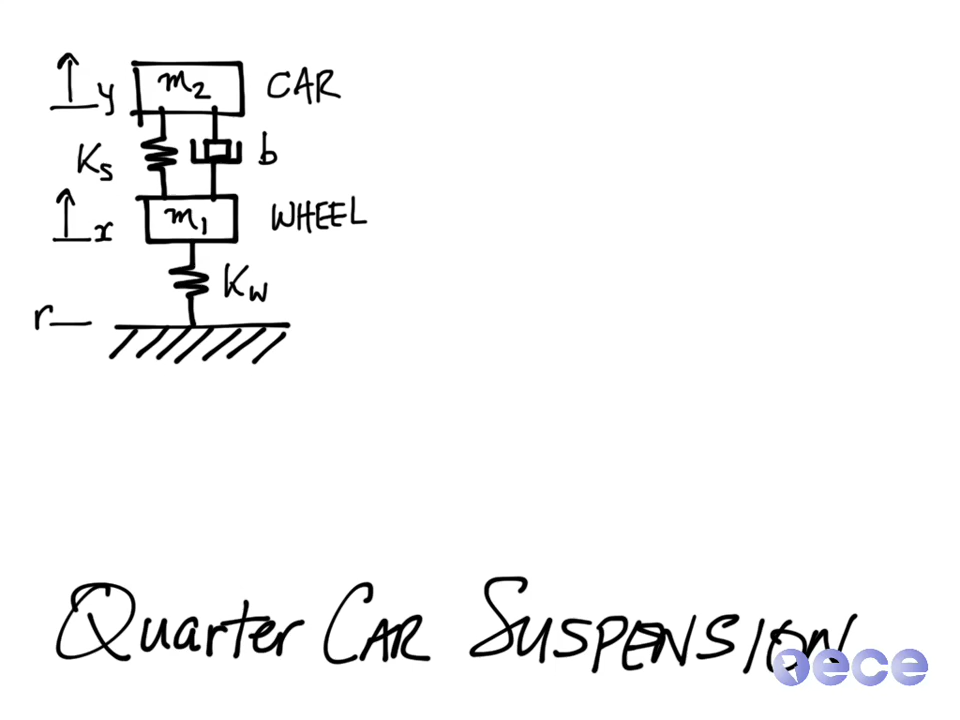 y m2 CAR
Ks b
x m1 WHEEL
Kw
r
Quarter CAR SUSPENSION
ece